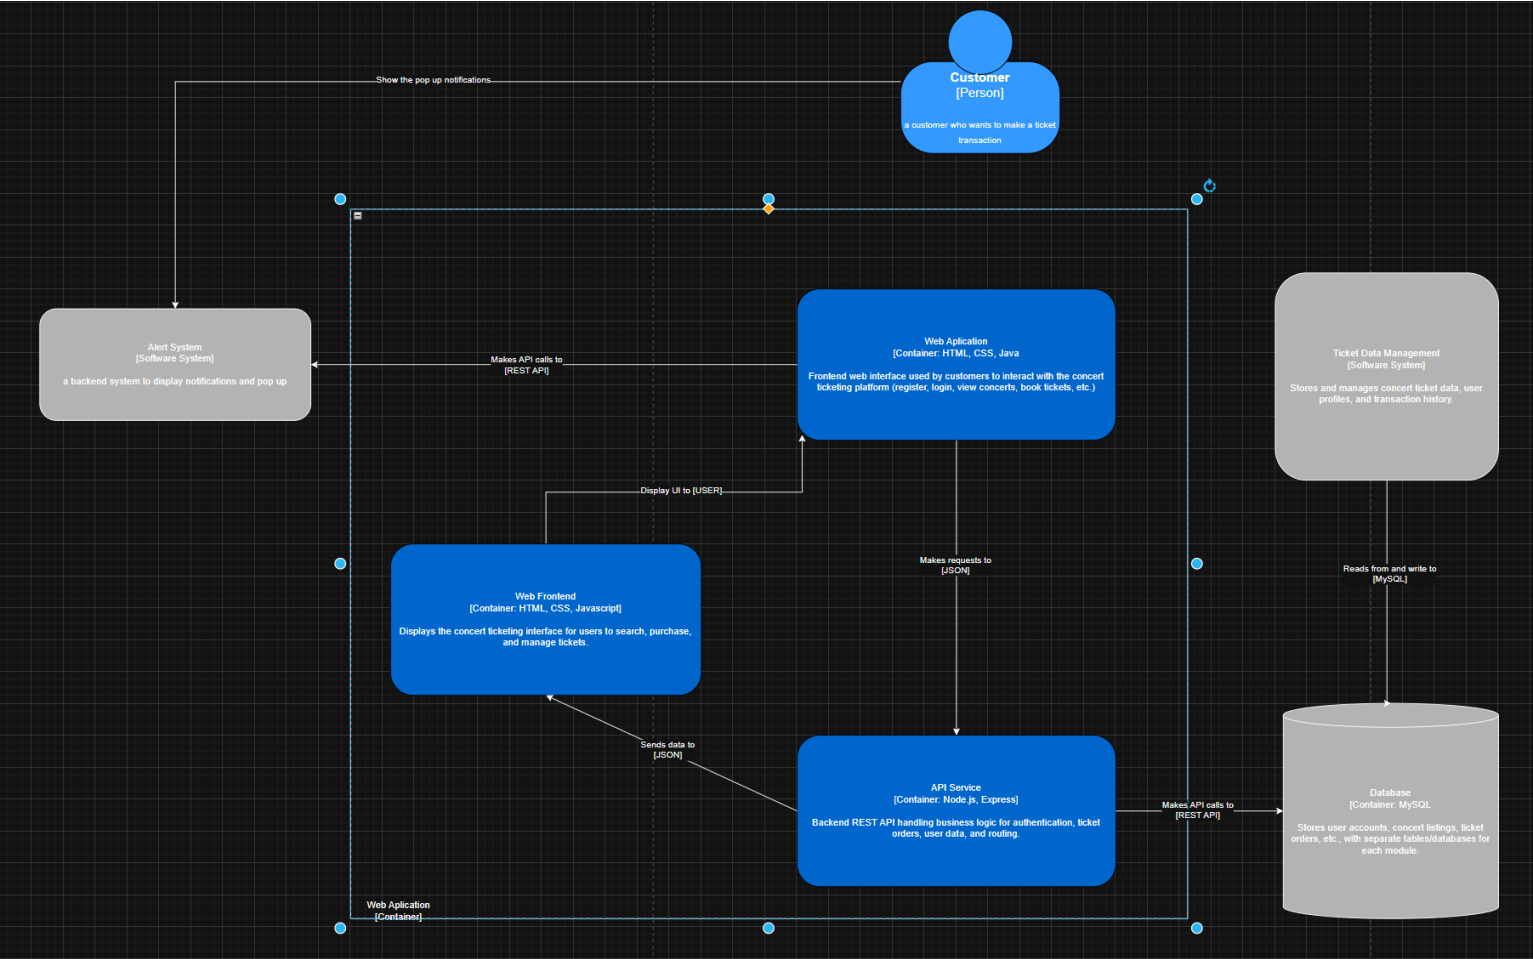 Show the pop up notifications
Customer
[Person]
a customer who wants to make a ticket
transaction
Alert System
[Software System]
a backend system to display notifications and pop up
Makes API calls to
[REST API]
Web Aplication
[Container: HTML, CSS, Java
Frontend web interface used by customers to interact with the concert
ticketing platform (register, login, view concerts, book tickets, etc.)
Ticket Data Management
[Software System]
Stores and manages concert ticket data, user
profiles, and transaction history.
Display UI to [USER]
Makes requests to
[JSON]
Reads from and write to
[MySQL]
Web Frontend
[Container: HTML, CSS, Javascript]
Displays the concert ticketing interface for users to search, purchase,
and manage tickets.
Sends data to
[JSON]
API Service
[Container: Node.js, Express]
Backend REST API handling business logic for authentication, ticket
orders, user data, and routing.
Makes API calls to
[REST API]
Database
[Container: MySQL
Stores user accounts, concert listings, ticket
orders, etc., with separate tables/databases for
each module.
Web Aplication
[Container]